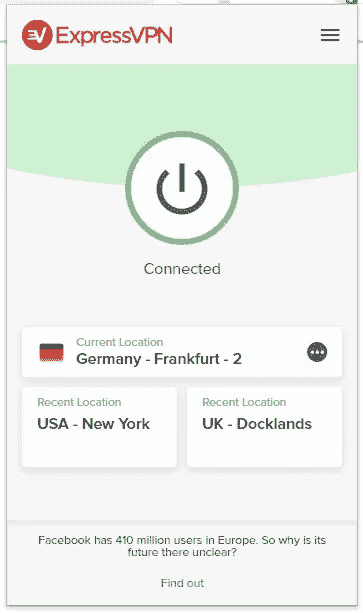 ExpressVPN
Connected
Current Location
Germany - Frankfurt - 2
Recent Location
USA - New York
Recent Location
UK - Docklands
Facebook has 410 million users in Europe. So why is its
future there unclear?
Find out